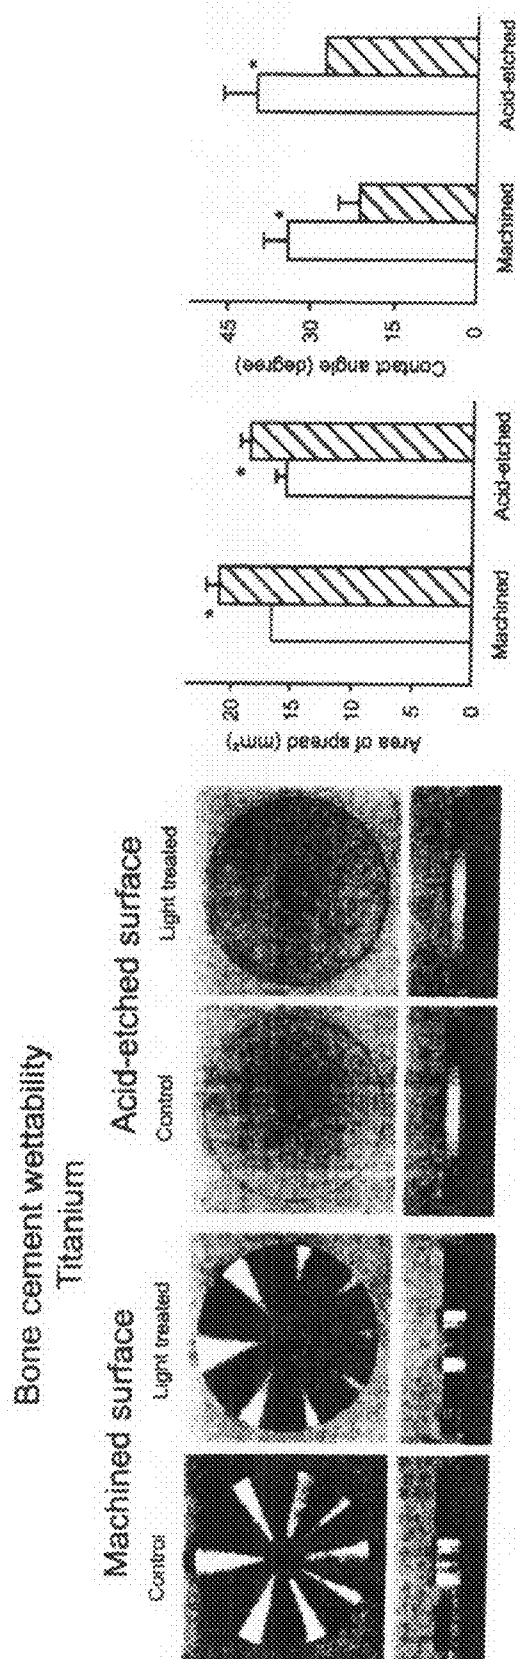 Bone cement wettability
Titanium
Machined surface
Acid-etched surface
Control
Light treated
Control
Light treated
Area of spread (mm²)
20
15
10
5
0
*
*
Machined
Acid-etched
Contact angle (degree)
45
30
15
0
*
*
Machined
Acid-etched